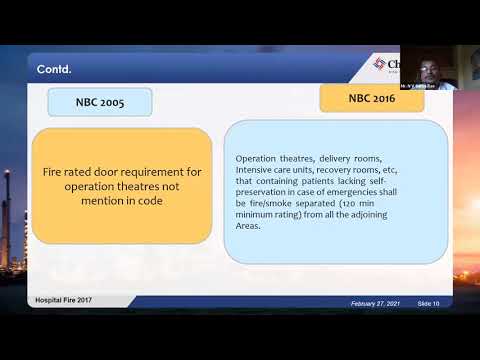 Contd.
Ch
NBC 2005
NBC 2016
Fire rated door requirement for
operation theatres not
mention in code
Operation theatres, delivery rooms,
Intensive care units, recovery rooms, etc,
that containing patients lacking self-
preservation in case of emergencies shall
be fire/smoke separated (120 min
minimum rating) from all the adjoining
Areas.
Hospital Fire 2017
February 27, 2021
Slide 10